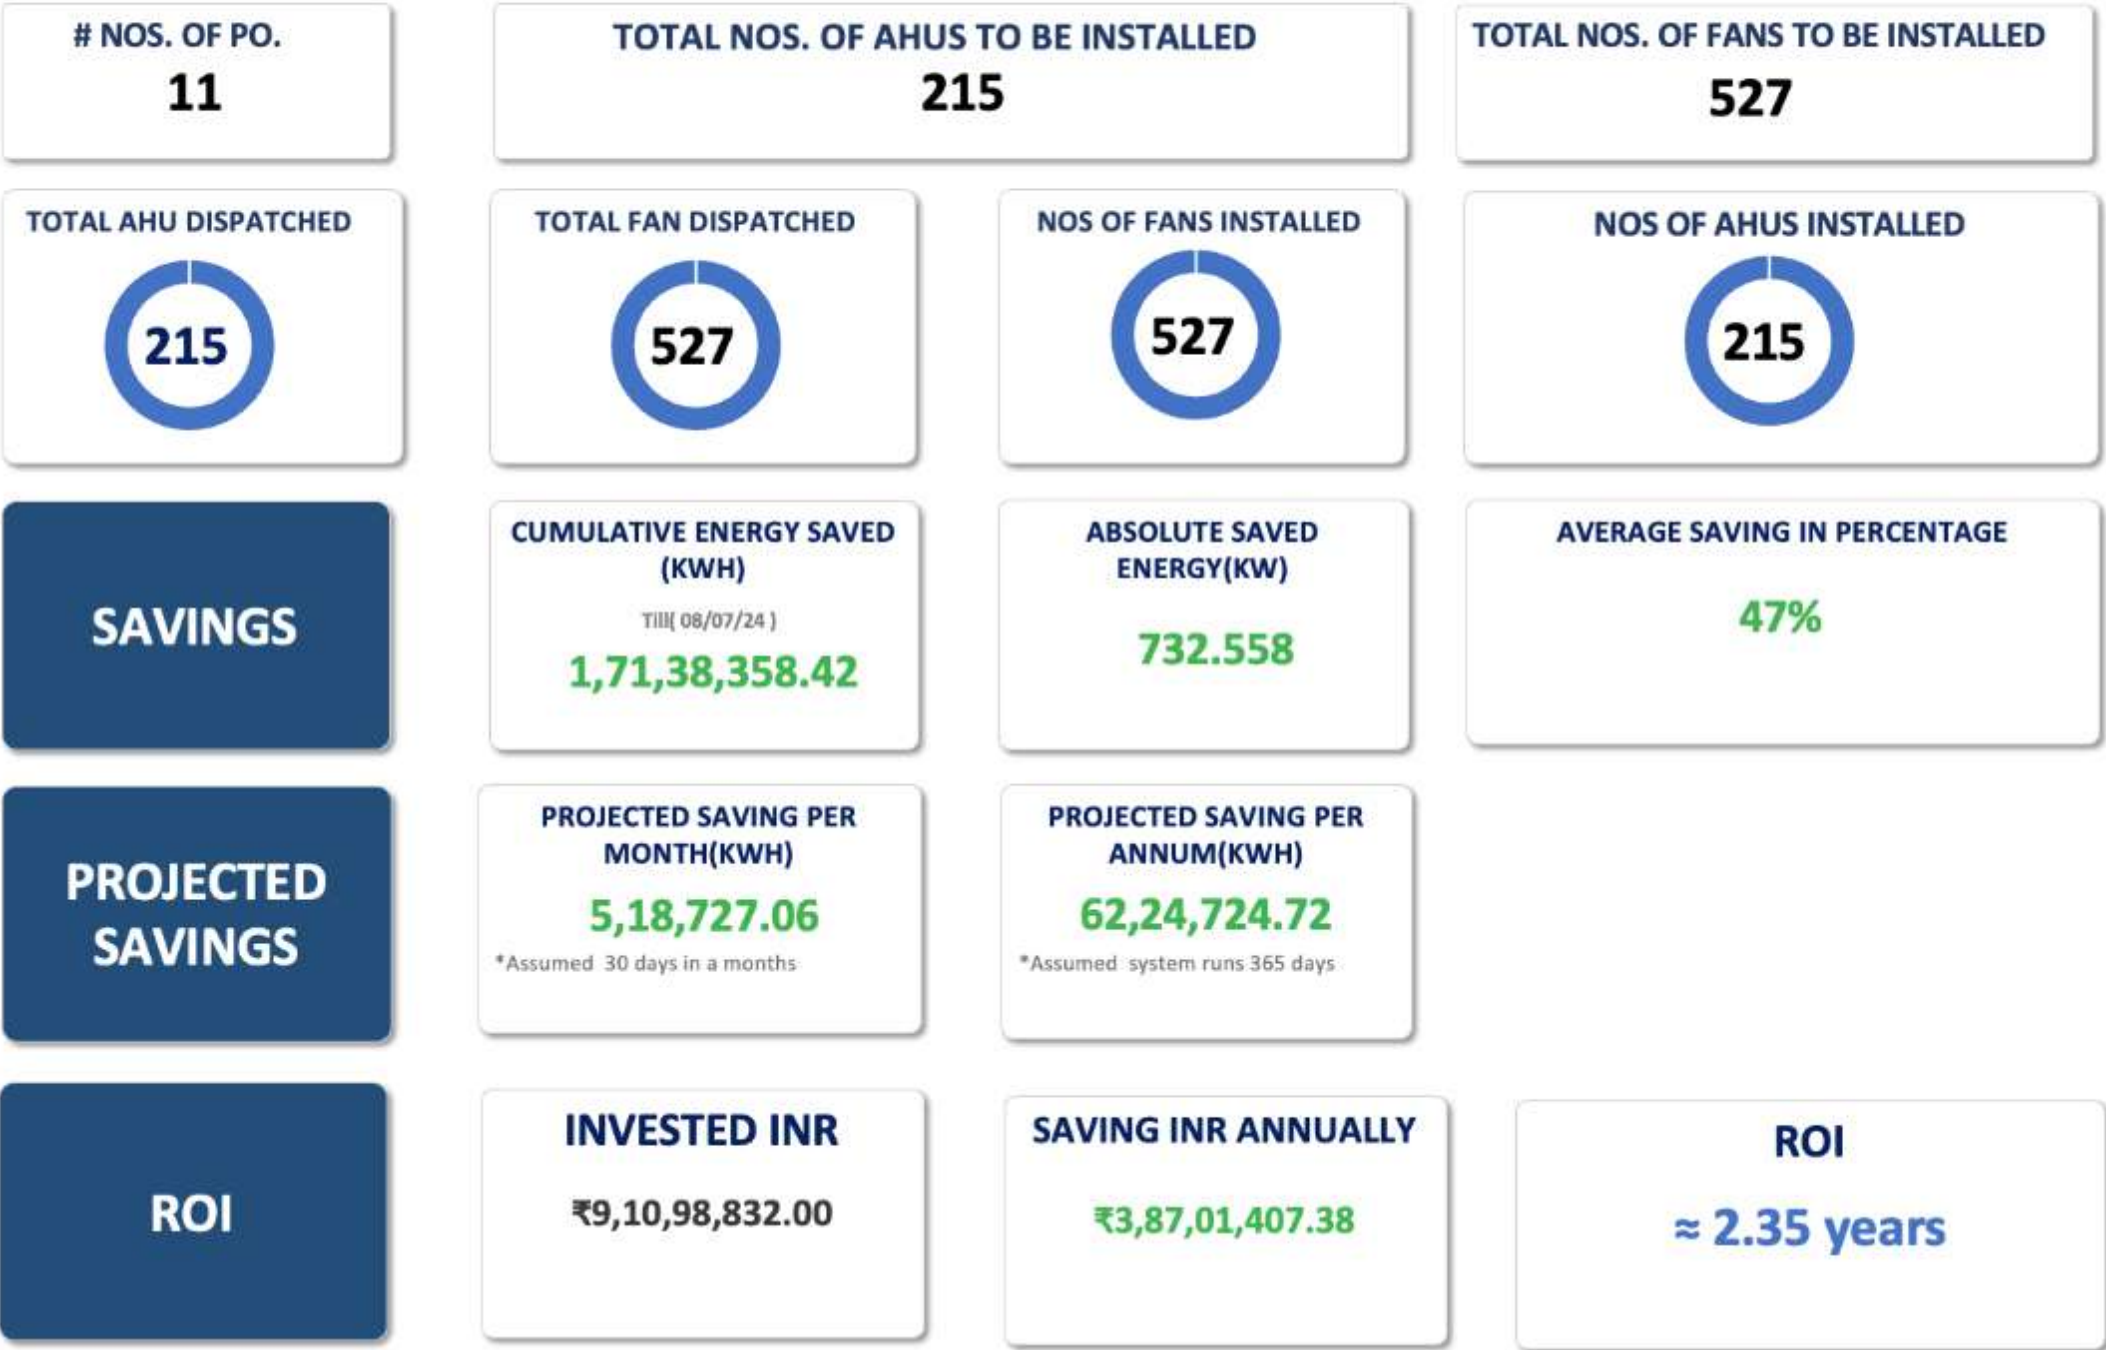 # NOS. OF PO.
11
TOTAL NOS. OF AHUS TO BE INSTALLED
215
TOTAL NOS. OF FANS TO BE INSTALLED
527
TOTAL AHU DISPATCHED
215
TOTAL FAN DISPATCHED
527
NOS OF FANS INSTALLED
527
NOS OF AHUS INSTALLED
215
SAVINGS
CUMULATIVE ENERGY SAVED
(KWH)
Till( 08/07/24 )
1,71,38,358.42
ABSOLUTE SAVED
ENERGY(KW)
732.558
AVERAGE SAVING IN PERCENTAGE
47%
PROJECTED
SAVINGS
PROJECTED SAVING PER
MONTH(KWH)
5,18,727.06
*Assumed 30 days in a months
PROJECTED SAVING PER
ANNUM(KWH)
62,24,724.72
*Assumed system runs 365 days
ROI
INVESTED INR
₹9,10,98,832.00
SAVING INR ANNUALLY
₹3,87,01,407.38
ROI
≈ 2.35 years